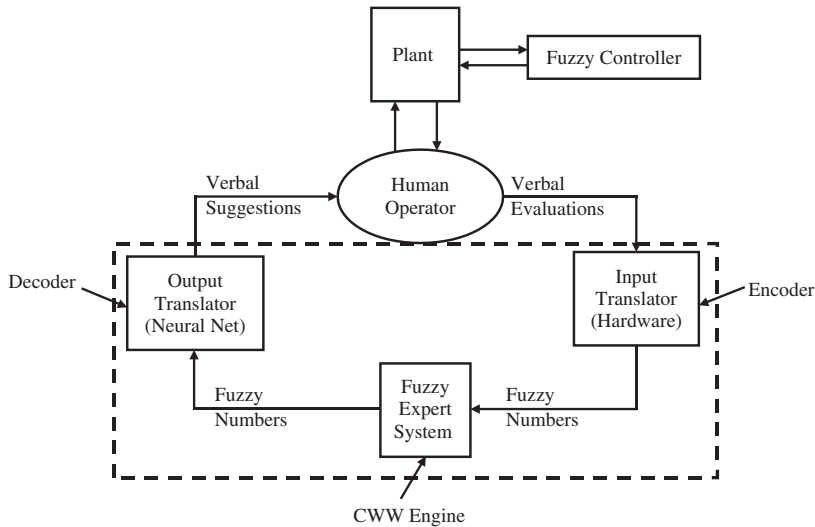 Plant
Fuzzy Controller
Verbal
Suggestions
Human
Operator
Verbal
Evaluations
Decoder
Output
Translator
(Neural Net)
Input
Translator
(Hardware)
Encoder
Fuzzy
Numbers
Fuzzy
Expert
System
Fuzzy
Numbers
CWW Engine